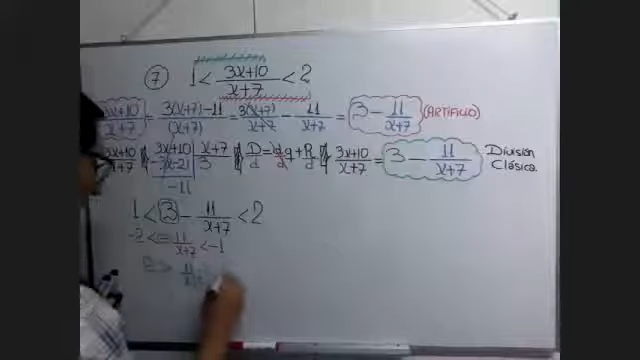 7 1 < (3x+10)/(x+7) < 2
(3x+10)/(x+7) = (3(x+7)-11)/(x+7) = 3(x+7)/(x+7) - 11/(x+7) = 3 - 11/(x+7) (ARTIFICIO)
3x+10 | x+7 D/d = q + R/d (3x+10)/(x+7) = 3 - 11/(x+7) División Clásica
-3x-21 3
-11
1 < 3 - 11/(x+7) < 2
-2 < - 11/(x+7) < -1
2 > 11